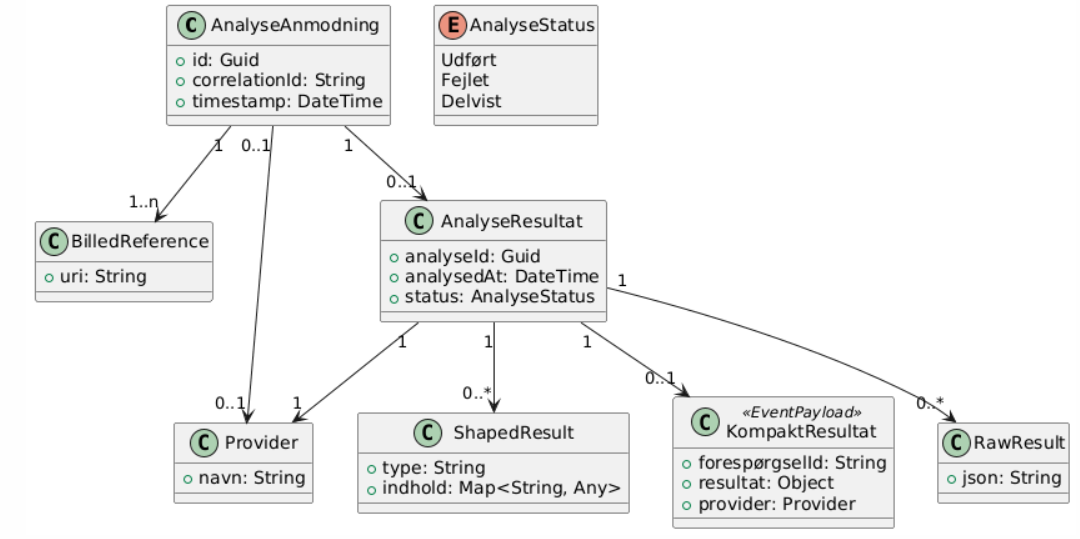 C AnalyseAnmodning
id: Guid
correlationId: String
timestamp: DateTime
E AnalyseStatus
Udført
Fejlet
Delvist
1
0..1
1
1..n
0..1
C BilledReference
uri: String
C AnalyseResultat
analyseId: Guid
analysedAt: DateTime
status: AnalyseStatus
1
1
1
1
0..1
1
0..*
0..1
0..*
C Provider
navn: String
C ShapedResult
type: String
indhold: Map<String, Any>
C «EventPayload»
KompaktResultat
forespørgselId: String
resultat: Object
provider: Provider
C RawResult
json: String